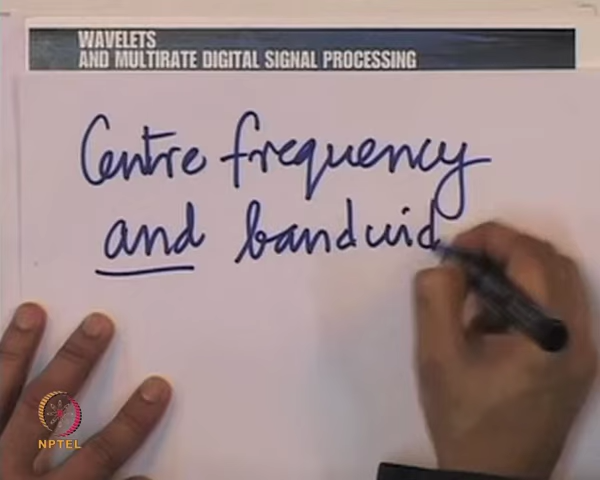 WAVELETS
AND MULTIRATE DIGITAL SIGNAL PROCESSING
Centre frequency
and bandwid
NPTEL